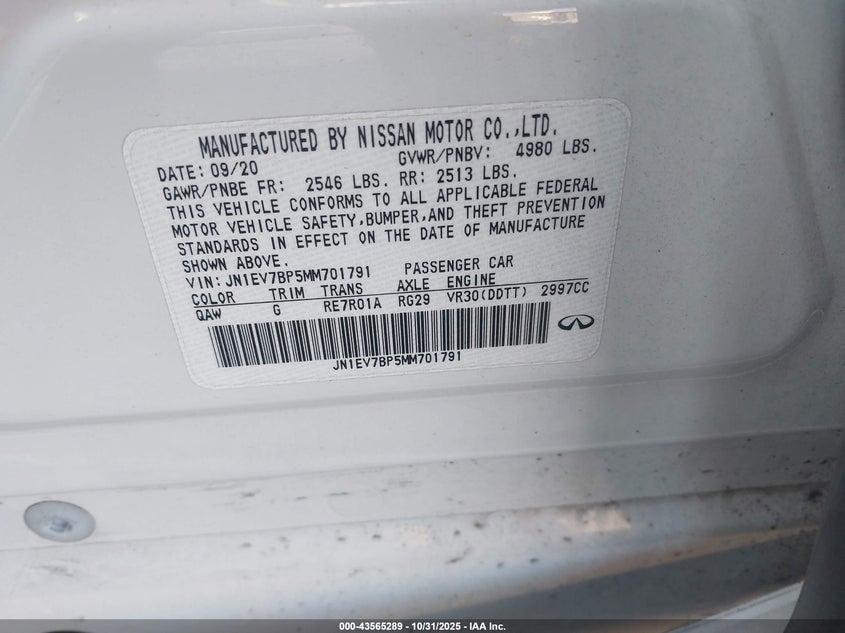 MANUFACTURED BY NISSAN MOTOR CO.,LTD.
DATE: 09/20 GVWR/PNBV: 4980 LBS.
GAWR/PNBE FR: 2546 LBS. RR: 2513 LBS.
THIS VEHICLE CONFORMS TO ALL APPLICABLE FEDERAL
MOTOR VEHICLE SAFETY,BUMPER,AND THEFT PREVENTION
STANDARDS IN EFFECT ON THE DATE OF MANUFACTURE
SHOWN ABOVE.
VIN: JN1EV7BP5MM701791 PASSENGER CAR
COLOR TRIM TRANS AXLE ENGINE
QAW G RE7R01A RG29 VR30(DDTT) 2997CC
JN1EV7BP5MM701791
000-43565289 - 10/31/2025 - IAA Inc.